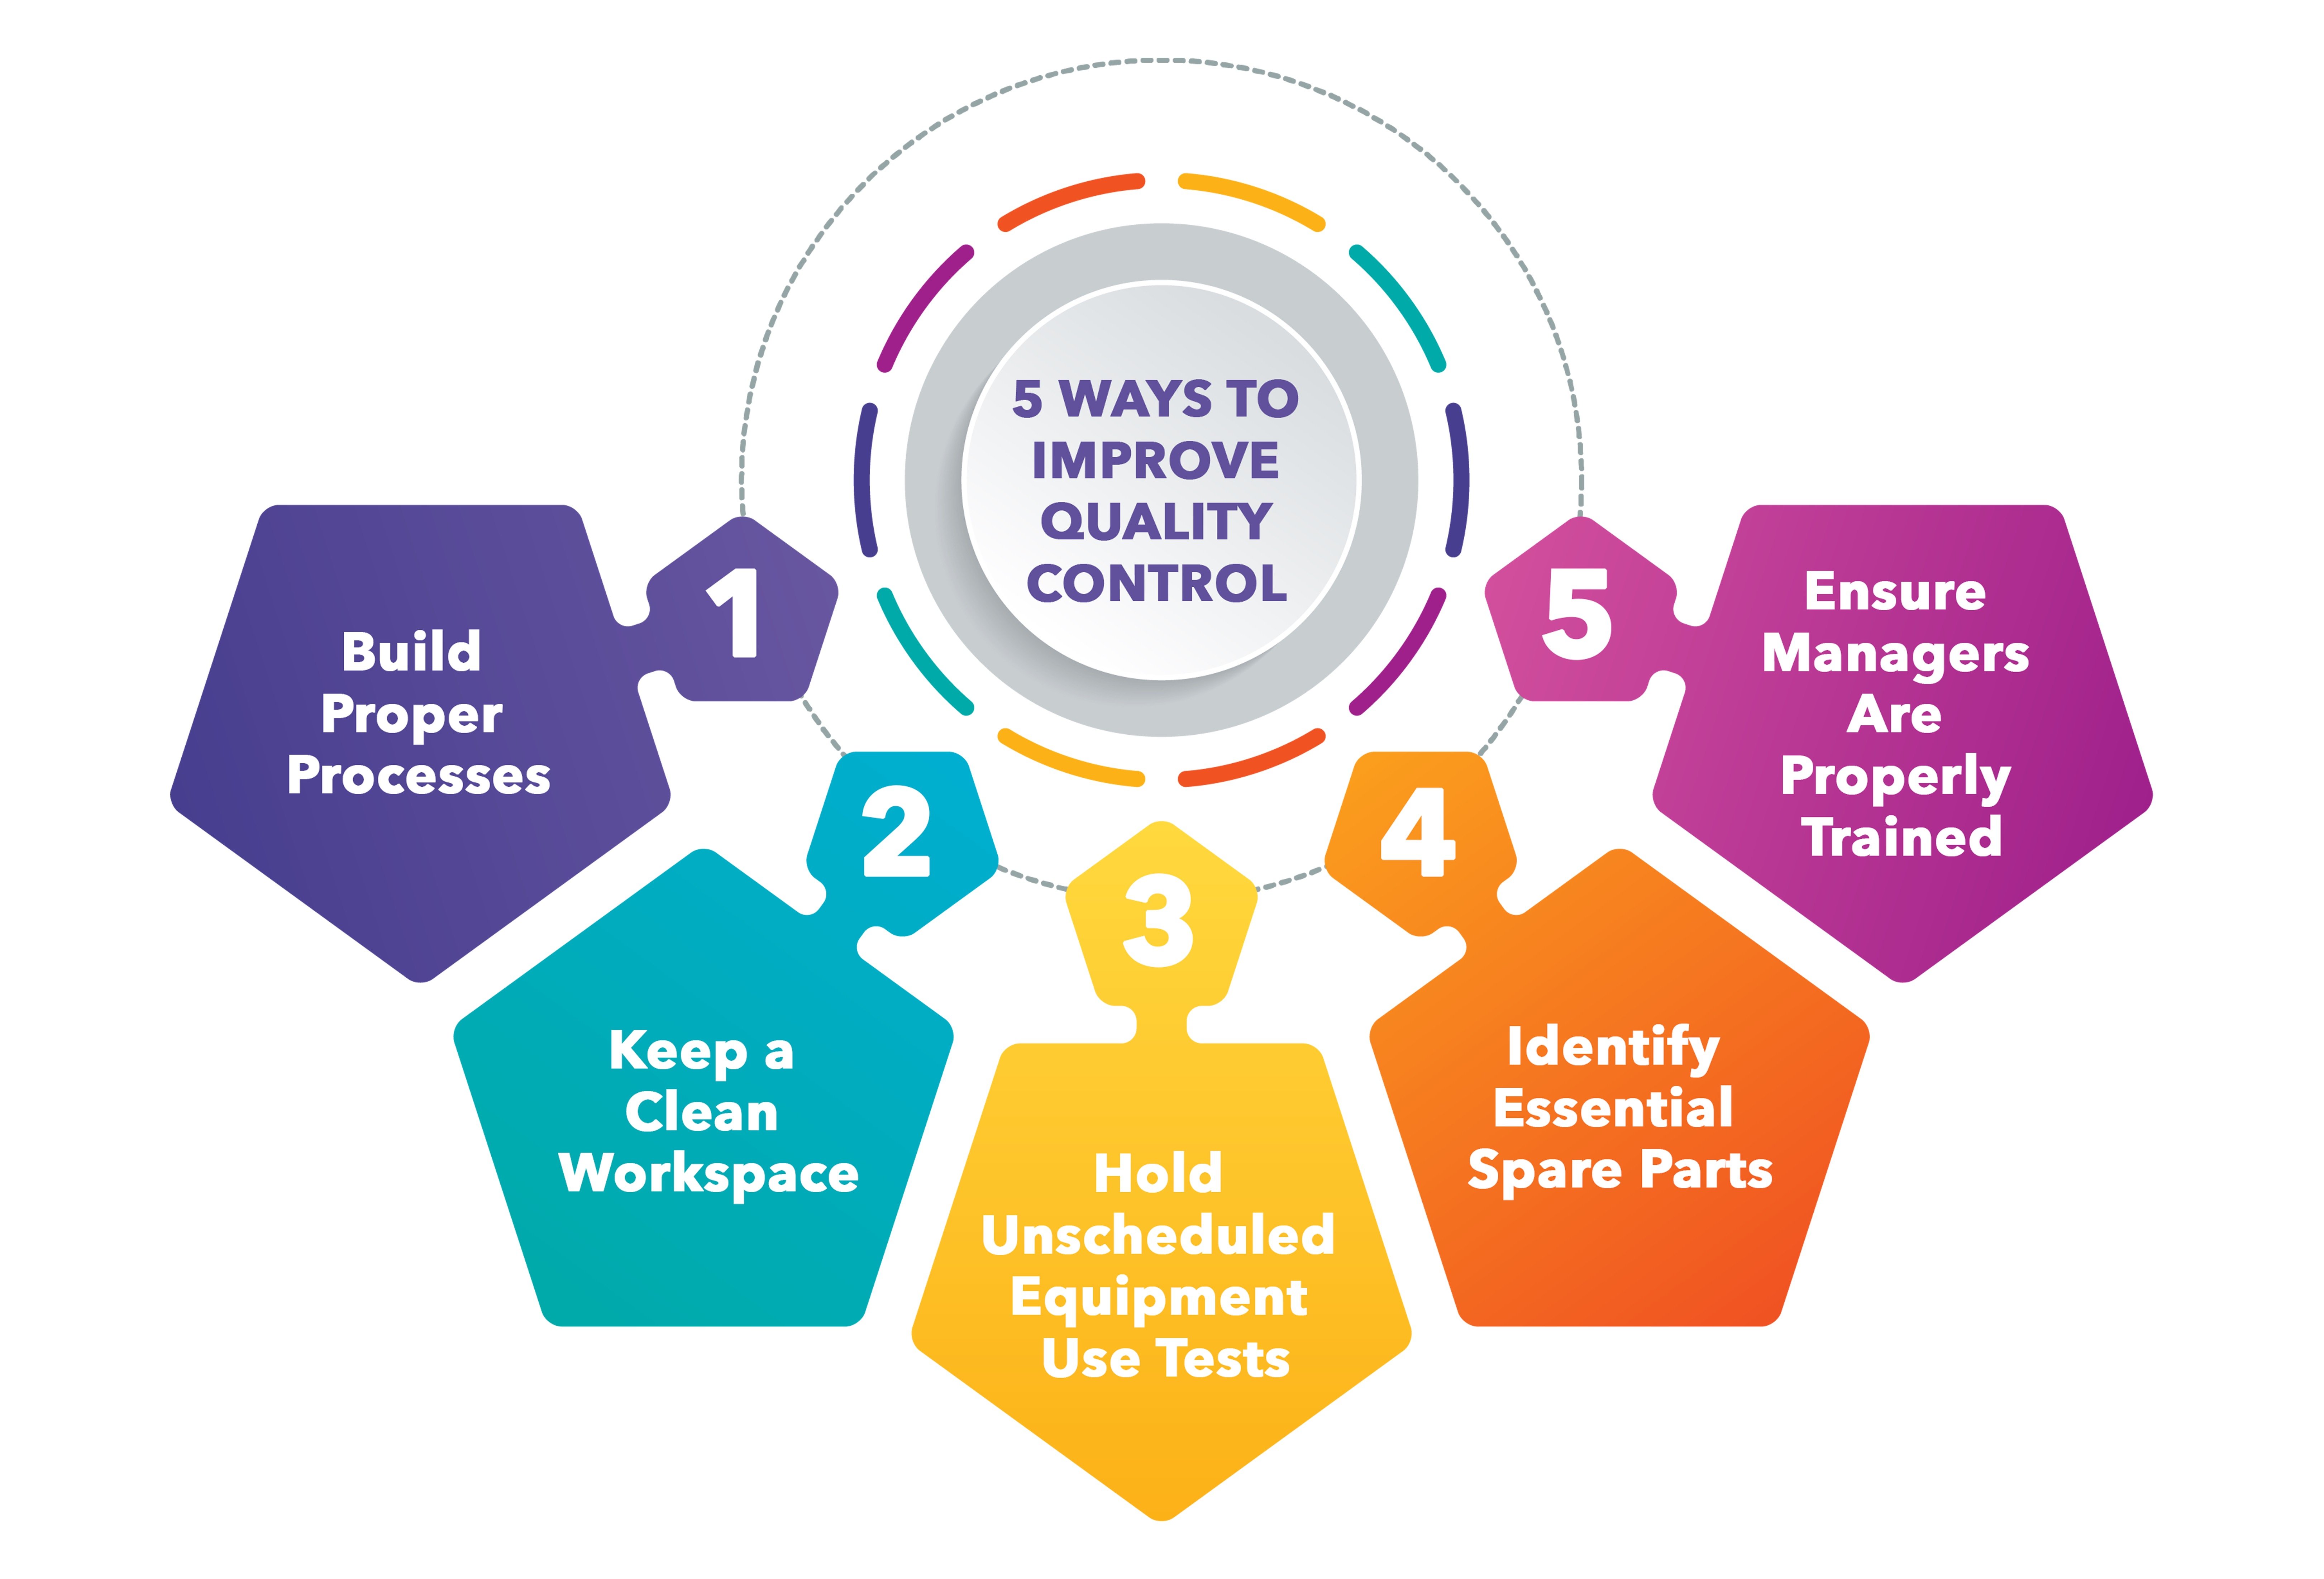 5 WAYS TO
IMPROVE
QUALITY
CONTROL
1
Build
Proper
Processes
2
Keep a
Clean
Workspace
3
Hold
Unscheduled
Equipment
Use Tests
4
Identify
Essential
Spare Parts
5
Ensure
Managers
Are
Properly
Trained